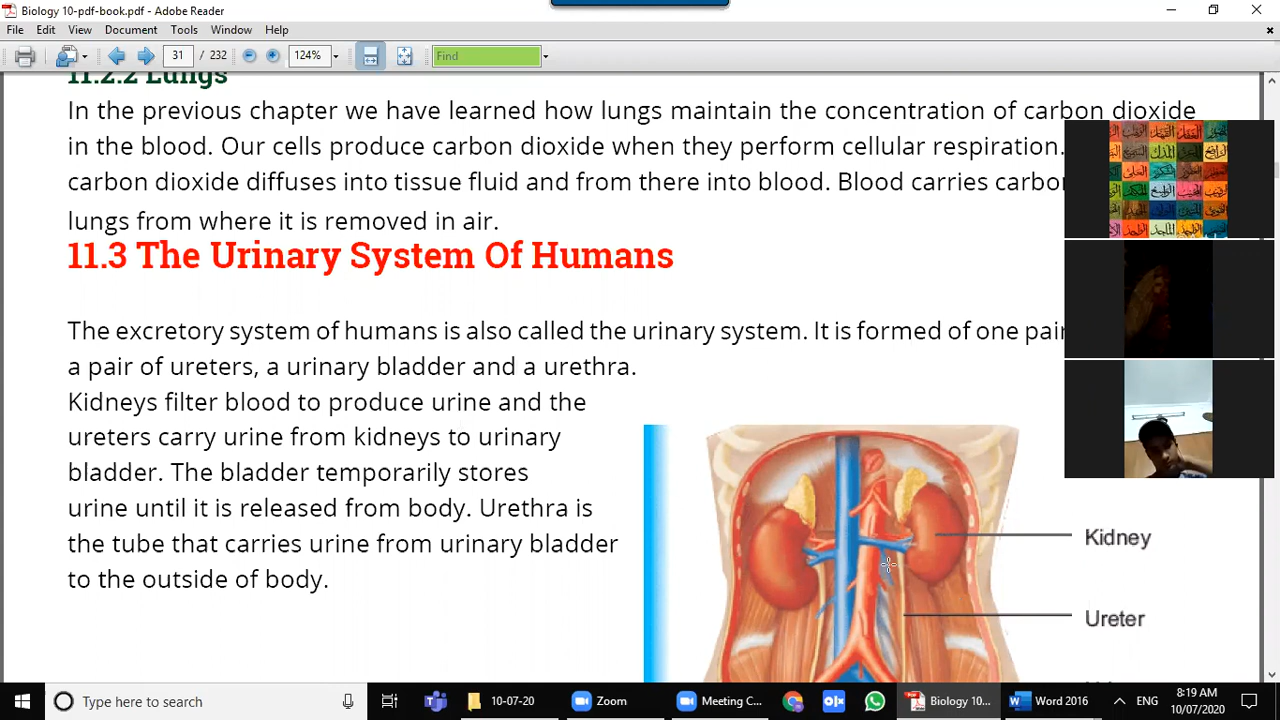 Biology 10-pdf-book.pdf - Adobe Reader
File Edit View Document Tools Window Help
31 / 232 124% Find
11.2.2 Lungs
In the previous chapter we have learned how lungs maintain the concentration of carbon dioxide
in the blood. Our cells produce carbon dioxide when they perform cellular respiration.
carbon dioxide diffuses into tissue fluid and from there into blood. Blood carries carbo
lungs from where it is removed in air.
11.3 The Urinary System Of Humans
The excretory system of humans is also called the urinary system. It is formed of one pair
a pair of ureters, a urinary bladder and a urethra.
Kidneys filter blood to produce urine and the
ureters carry urine from kidneys to urinary
bladder. The bladder temporarily stores
urine until it is released from body. Urethra is
the tube that carries urine from urinary bladder
to the outside of body.
Kidney
Ureter
Type here to search
10-07-20
Zoom
Meeting C...
Biology 10...
Word 2016
ENG
8:19 AM
10/07/2020